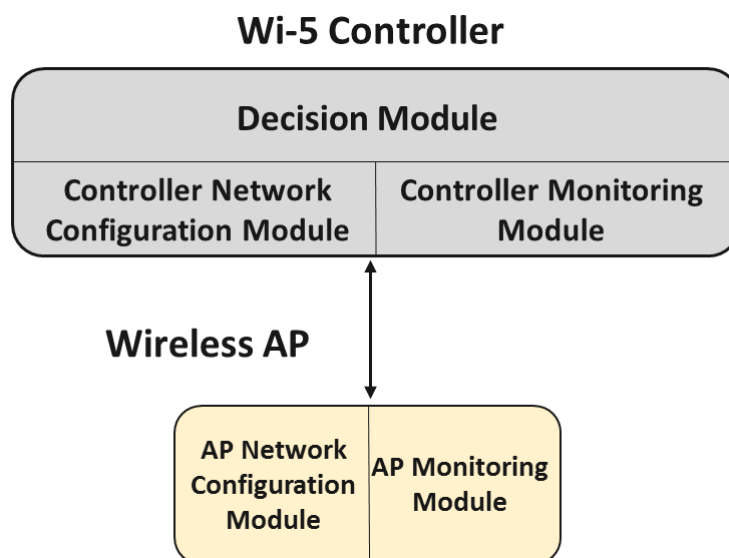 Wi-5 Controller
Decision Module
Controller Network
Configuration Module
Controller Monitoring
Module
Wireless AP
AP Network
Configuration
Module
AP Monitoring
Module